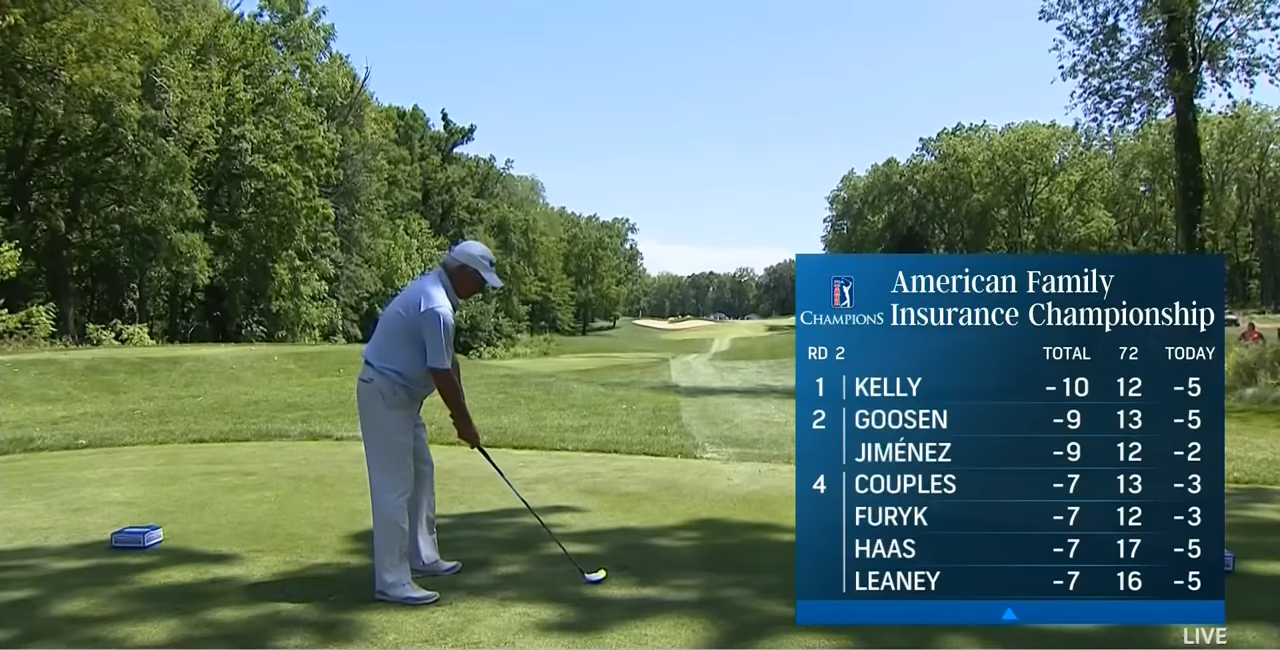 American Family
CHAMPIONS Insurance Championship
RD 2 TOTAL 72 TODAY
1 KELLY -10 12 -5
2 GOOSEN -9 13 -5
JIMÉNEZ -9 12 -2
4 COUPLES -7 13 -3
FURYK -7 12 -3
HAAS -7 17 -5
LEANEY -7 16 -5
LIVE